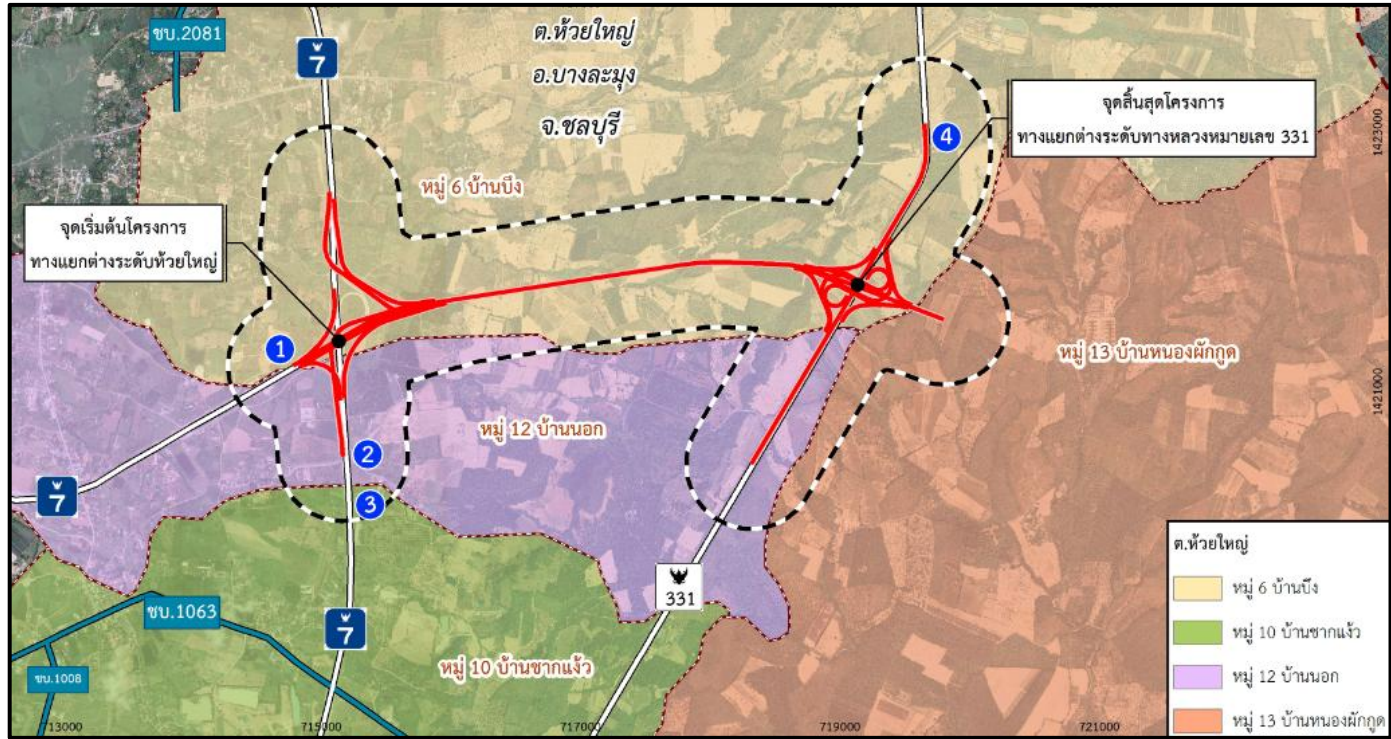 ชบ.2081
7
ต.ห้วยใหญ่
อ.บางละมุง
จ.ชลบุรี
จุดสิ้นสุดโครงการ
ทางแยกต่างระดับทางหลวงหมายเลข 331
1423000
4
หมู่ 6 บ้านบึง
จุดเริ่มต้นโครงการ
ทางแยกต่างระดับห้วยใหญ่
1
หมู่ 13 บ้านหนองผักกูด
1421000
หมู่ 12 บ้านนอก
2
7
3
331
ชบ.1063
7
หมู่ 10 บ้านชากแง้ว
ชบ.1008
713000
715000
717000
719000
721000
ต.ห้วยใหญ่
หมู่ 6 บ้านบึง
หมู่ 10 บ้านชากแง้ว
หมู่ 12 บ้านนอก
หมู่ 13 บ้านหนองผักกูด